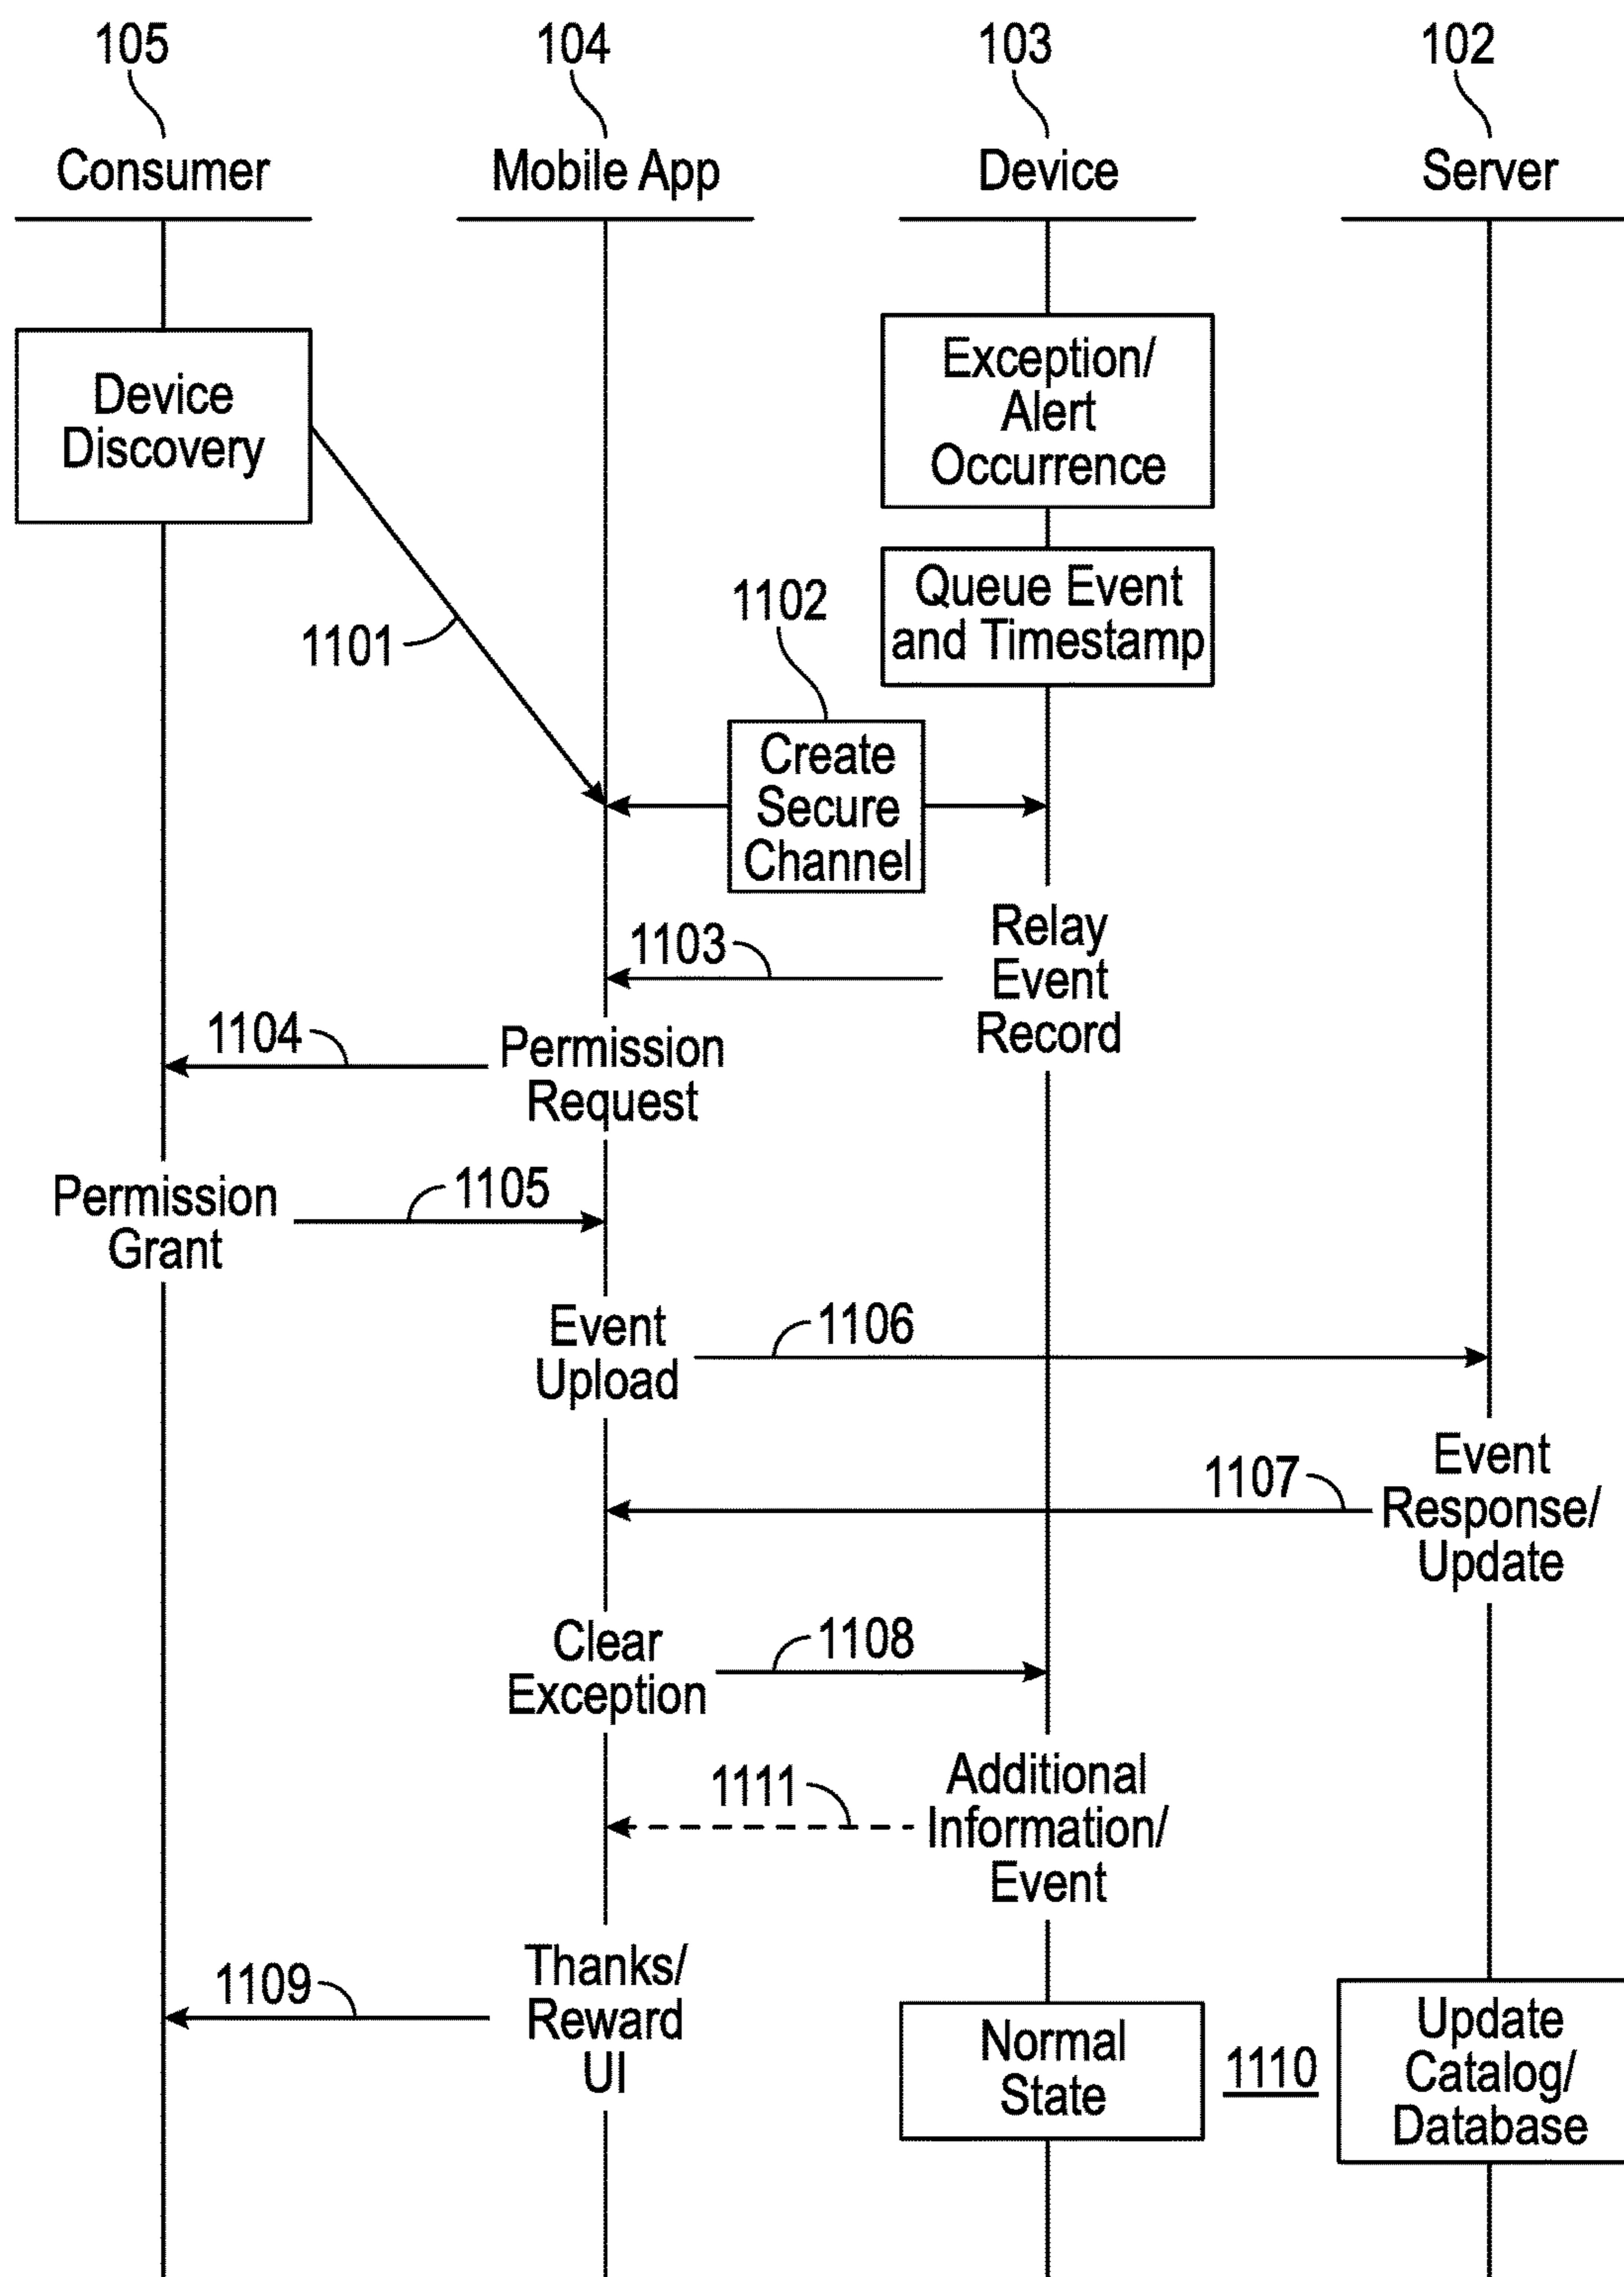 105
104
103
102
Consumer
Mobile App
Device
Server
Device
Discovery
Exception/
Alert
Occurrence
Queue Event
and Timestamp
1101
1102
Create
Secure
Channel
1103
Relay
Event
Record
1104
Permission
Request
Permission
Grant
1105
Event
Upload
1106
1107
Event
Response/
Update
Clear
Exception
1108
1111
Additional
Information/
Event
1109
Thanks/
Reward
UI
Normal
State
1110
Update
Catalog/
Database